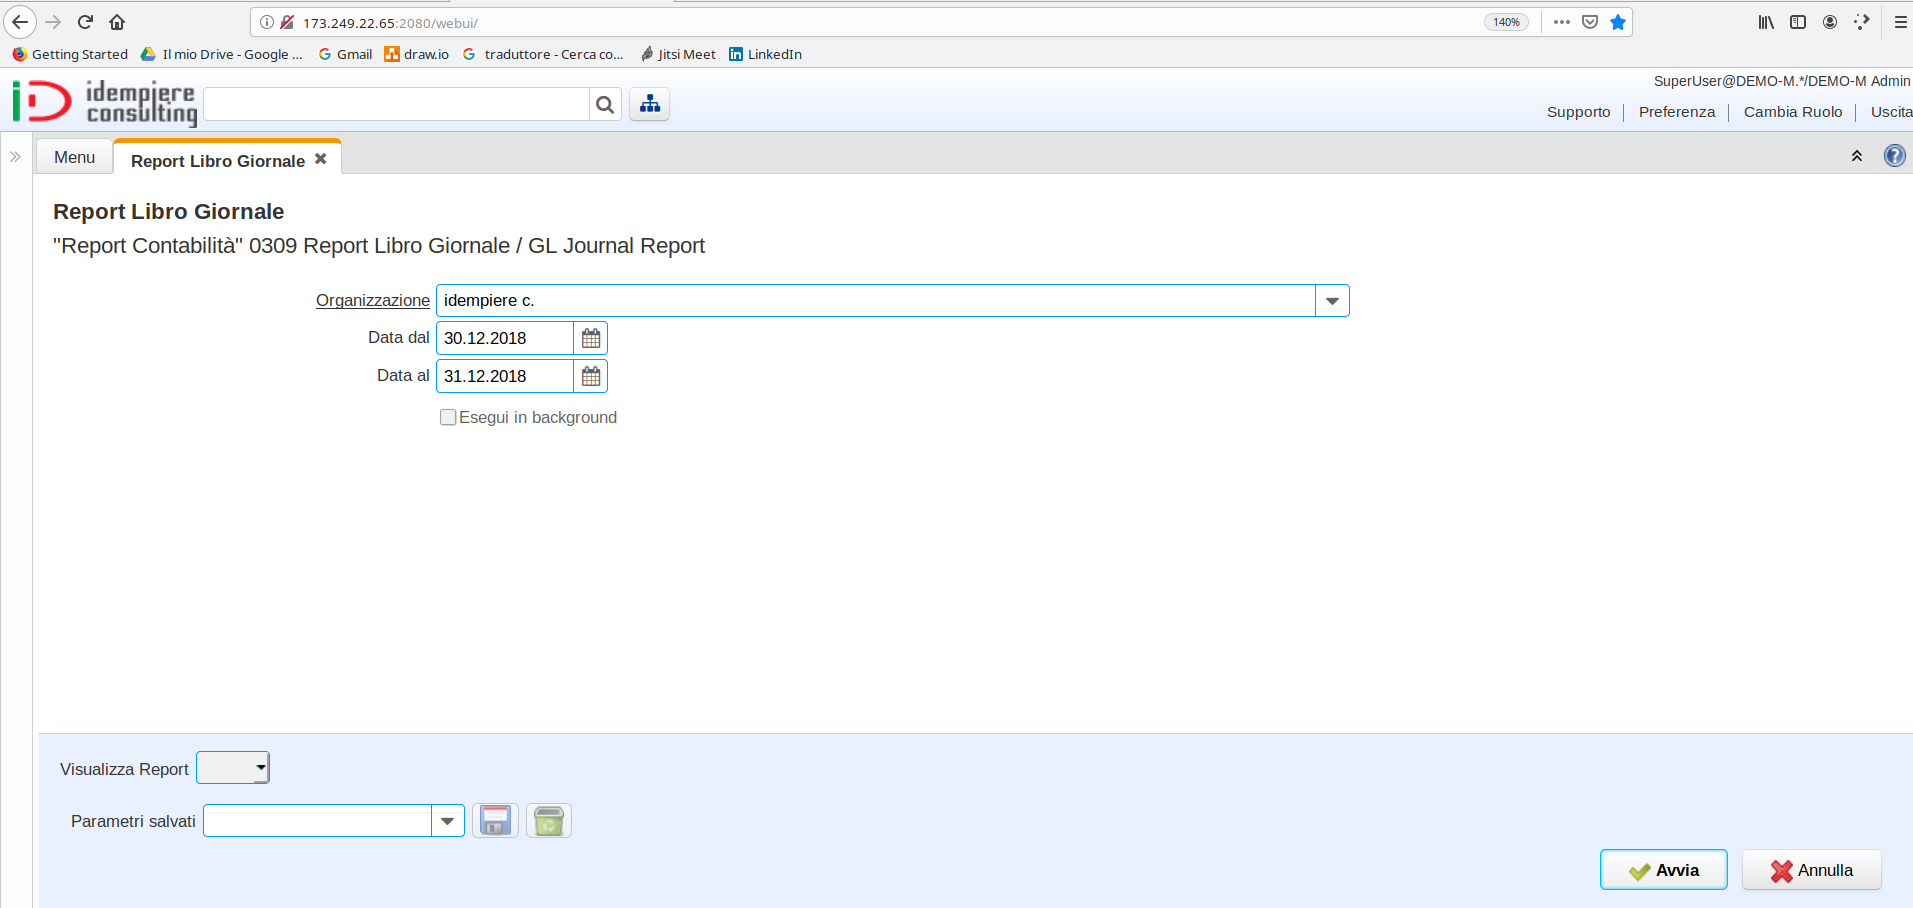 173.249.22.65:2080/webui/
140%
Getting Started
Il mio Drive - Google ...
Gmail
draw.io
traduttore - Cerca co...
Jitsi Meet
LinkedIn
idempiere
consulting
SuperUser@DEMO-M.*/DEMO-M Admin
Supporto
Preferenza
Cambia Ruolo
Uscita
Menu
Report Libro Giornale
Report Libro Giornale
"Report Contabilità" 0309 Report Libro Giornale / GL Journal Report
Organizzazione idempiere c.
Data dal 30.12.2018
Data al 31.12.2018
Esegui in background
Visualizza Report
Parametri salvati
Avvia
Annulla